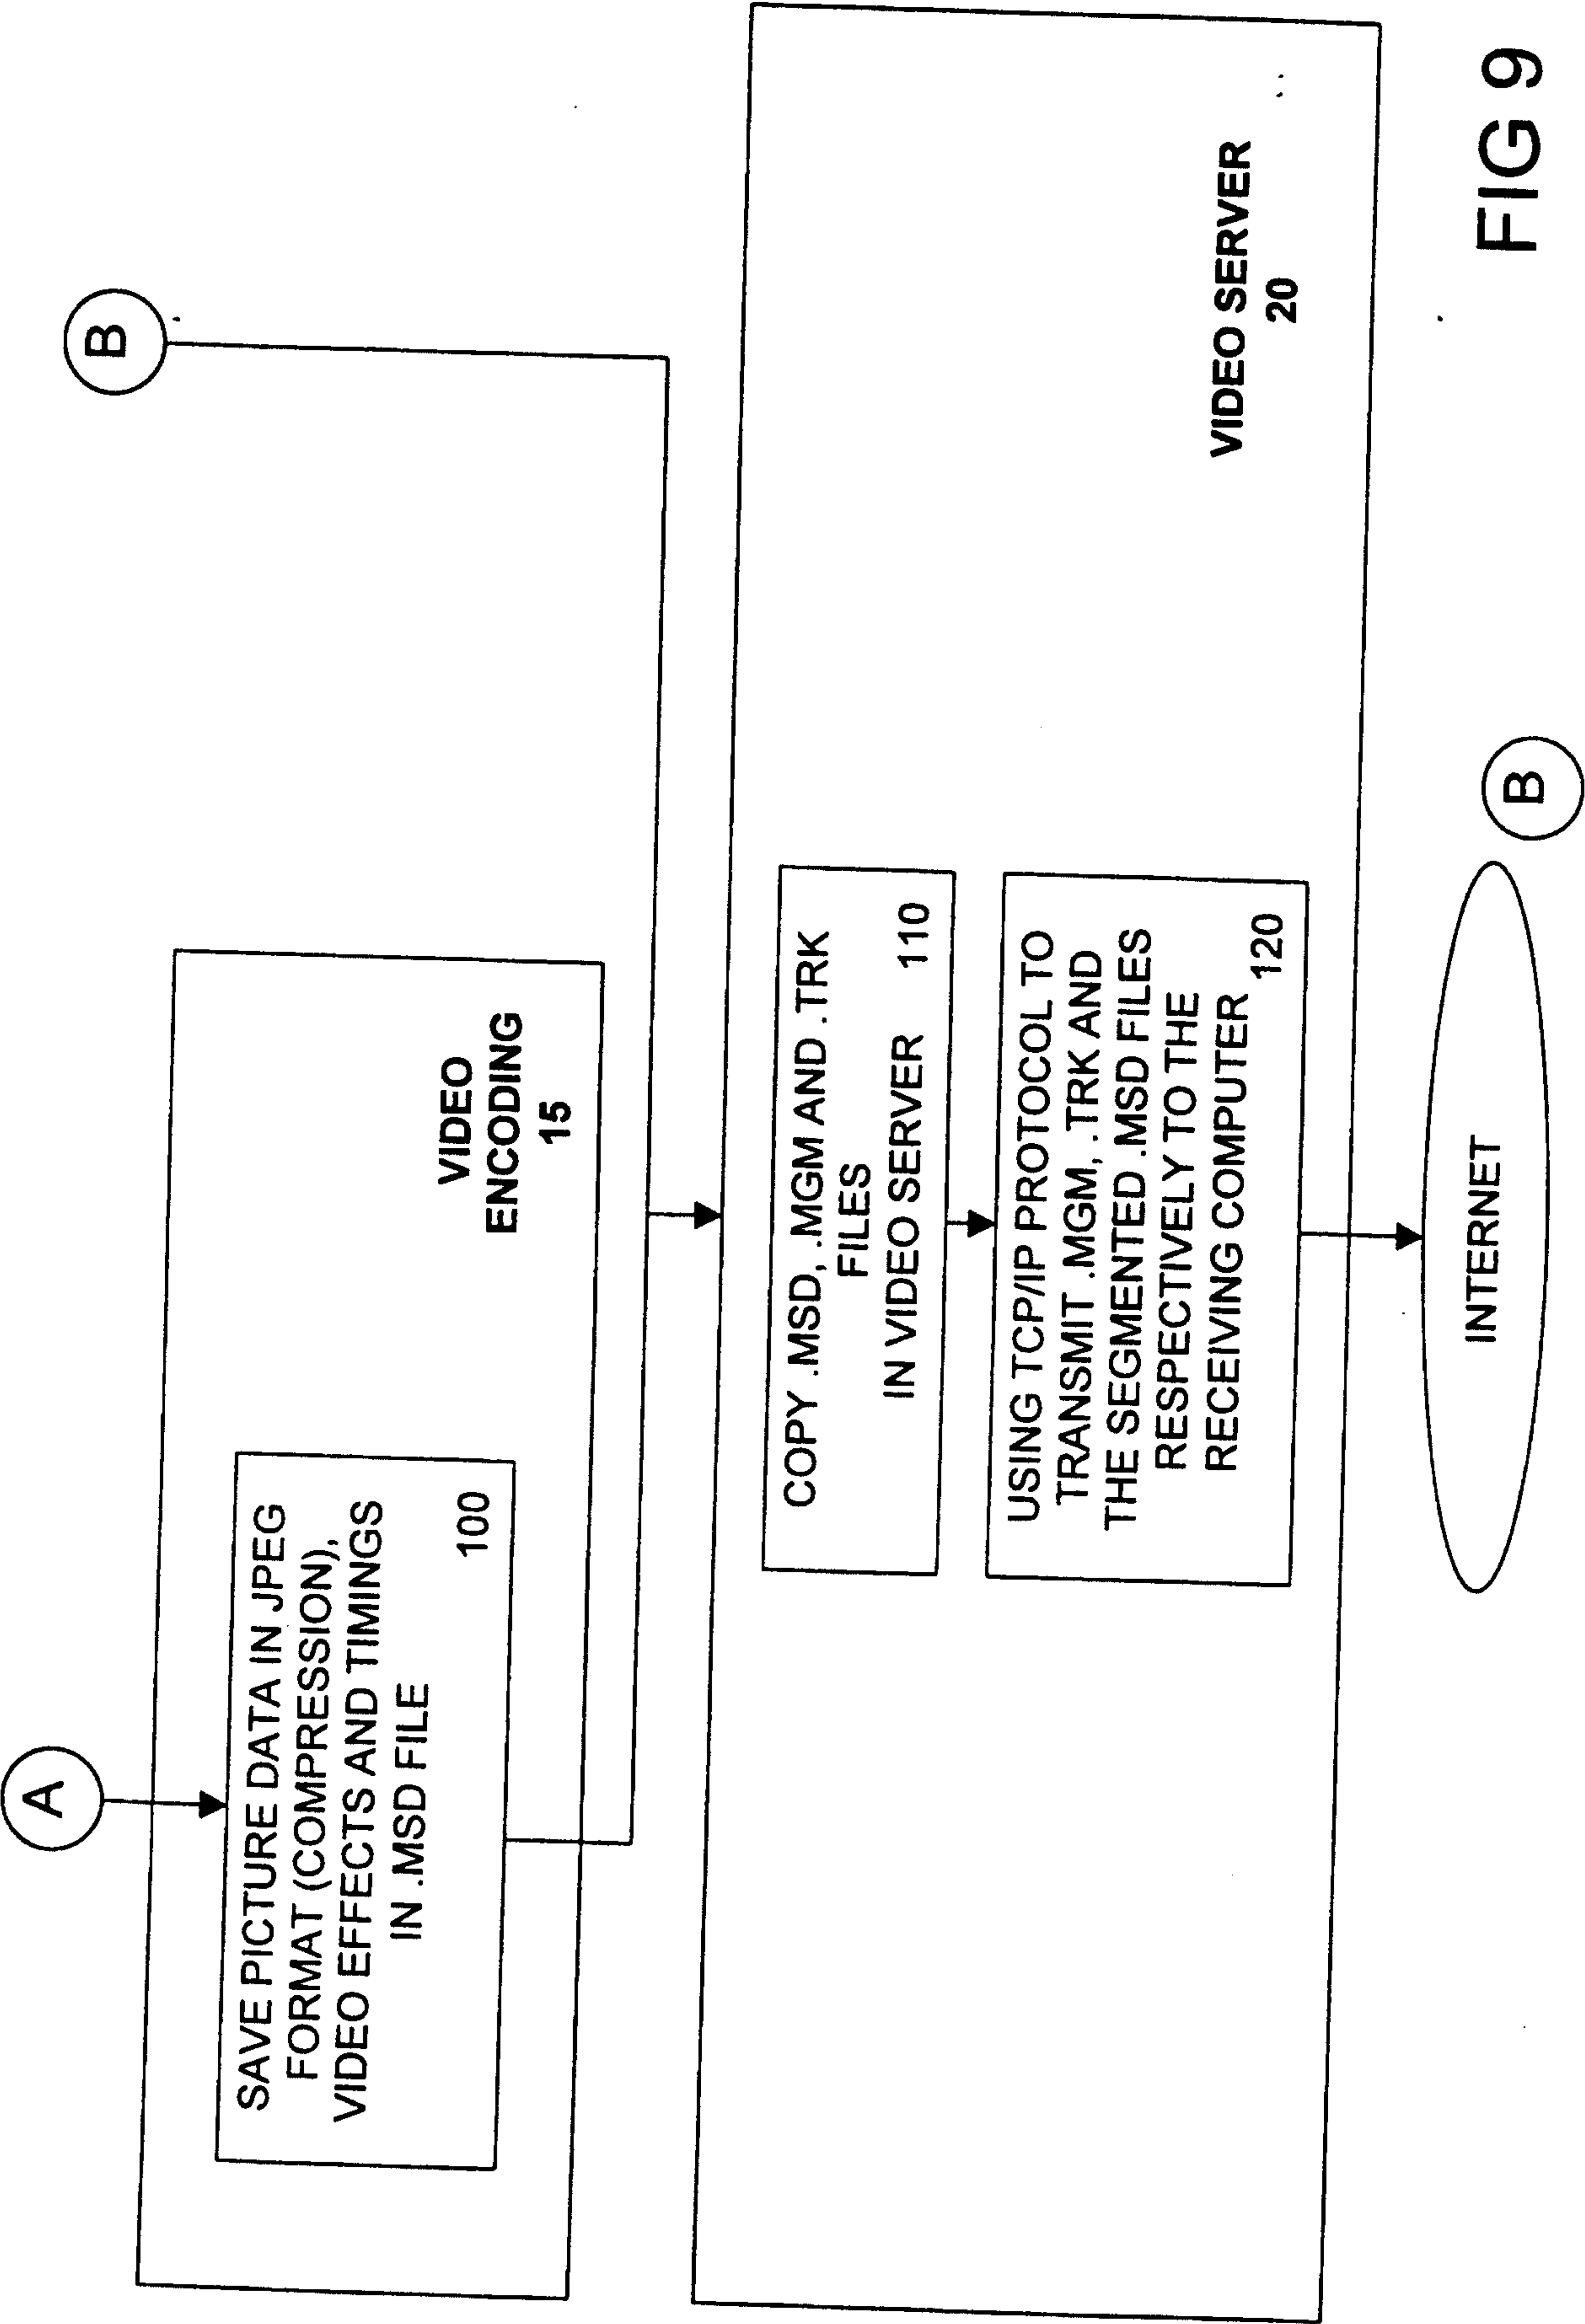 A
B
SAVE PICTURE DATA IN JPEG
FORMAT (COMPRESSION),
VIDEO EFFECTS AND TIMINGS
IN .MSD FILE
100
VIDEO
ENCODING
15
COPY .MSD, .MGM AND .TRK
FILES
IN VIDEO SERVER 110
USING TCP/IP PROTOCOL TO
TRANSMIT .MGM, .TRK AND
THE SEGMENTED .MSD FILES
RESPECTIVELY TO THE
RECEIVING COMPUTER
120
VIDEO SERVER
20
INTERNET
B
FIG 9